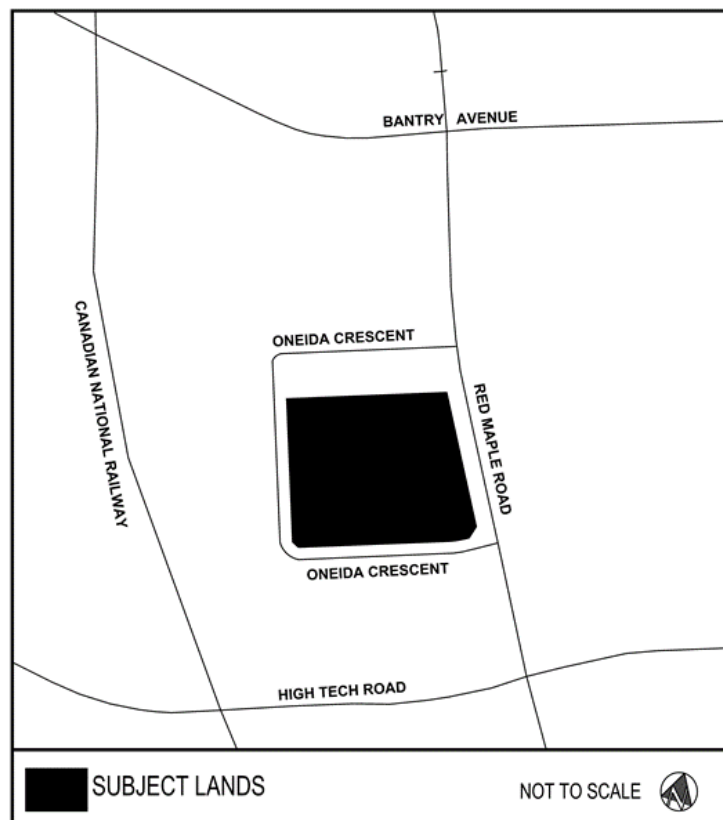 BANTRY AVENUE
CANADIAN NATIONAL RAILWAY
ONEIDA CRESCENT
RED MAPLE ROAD
ONEIDA CRESCENT
HIGH TECH ROAD
SUBJECT LANDS
NOT TO SCALE